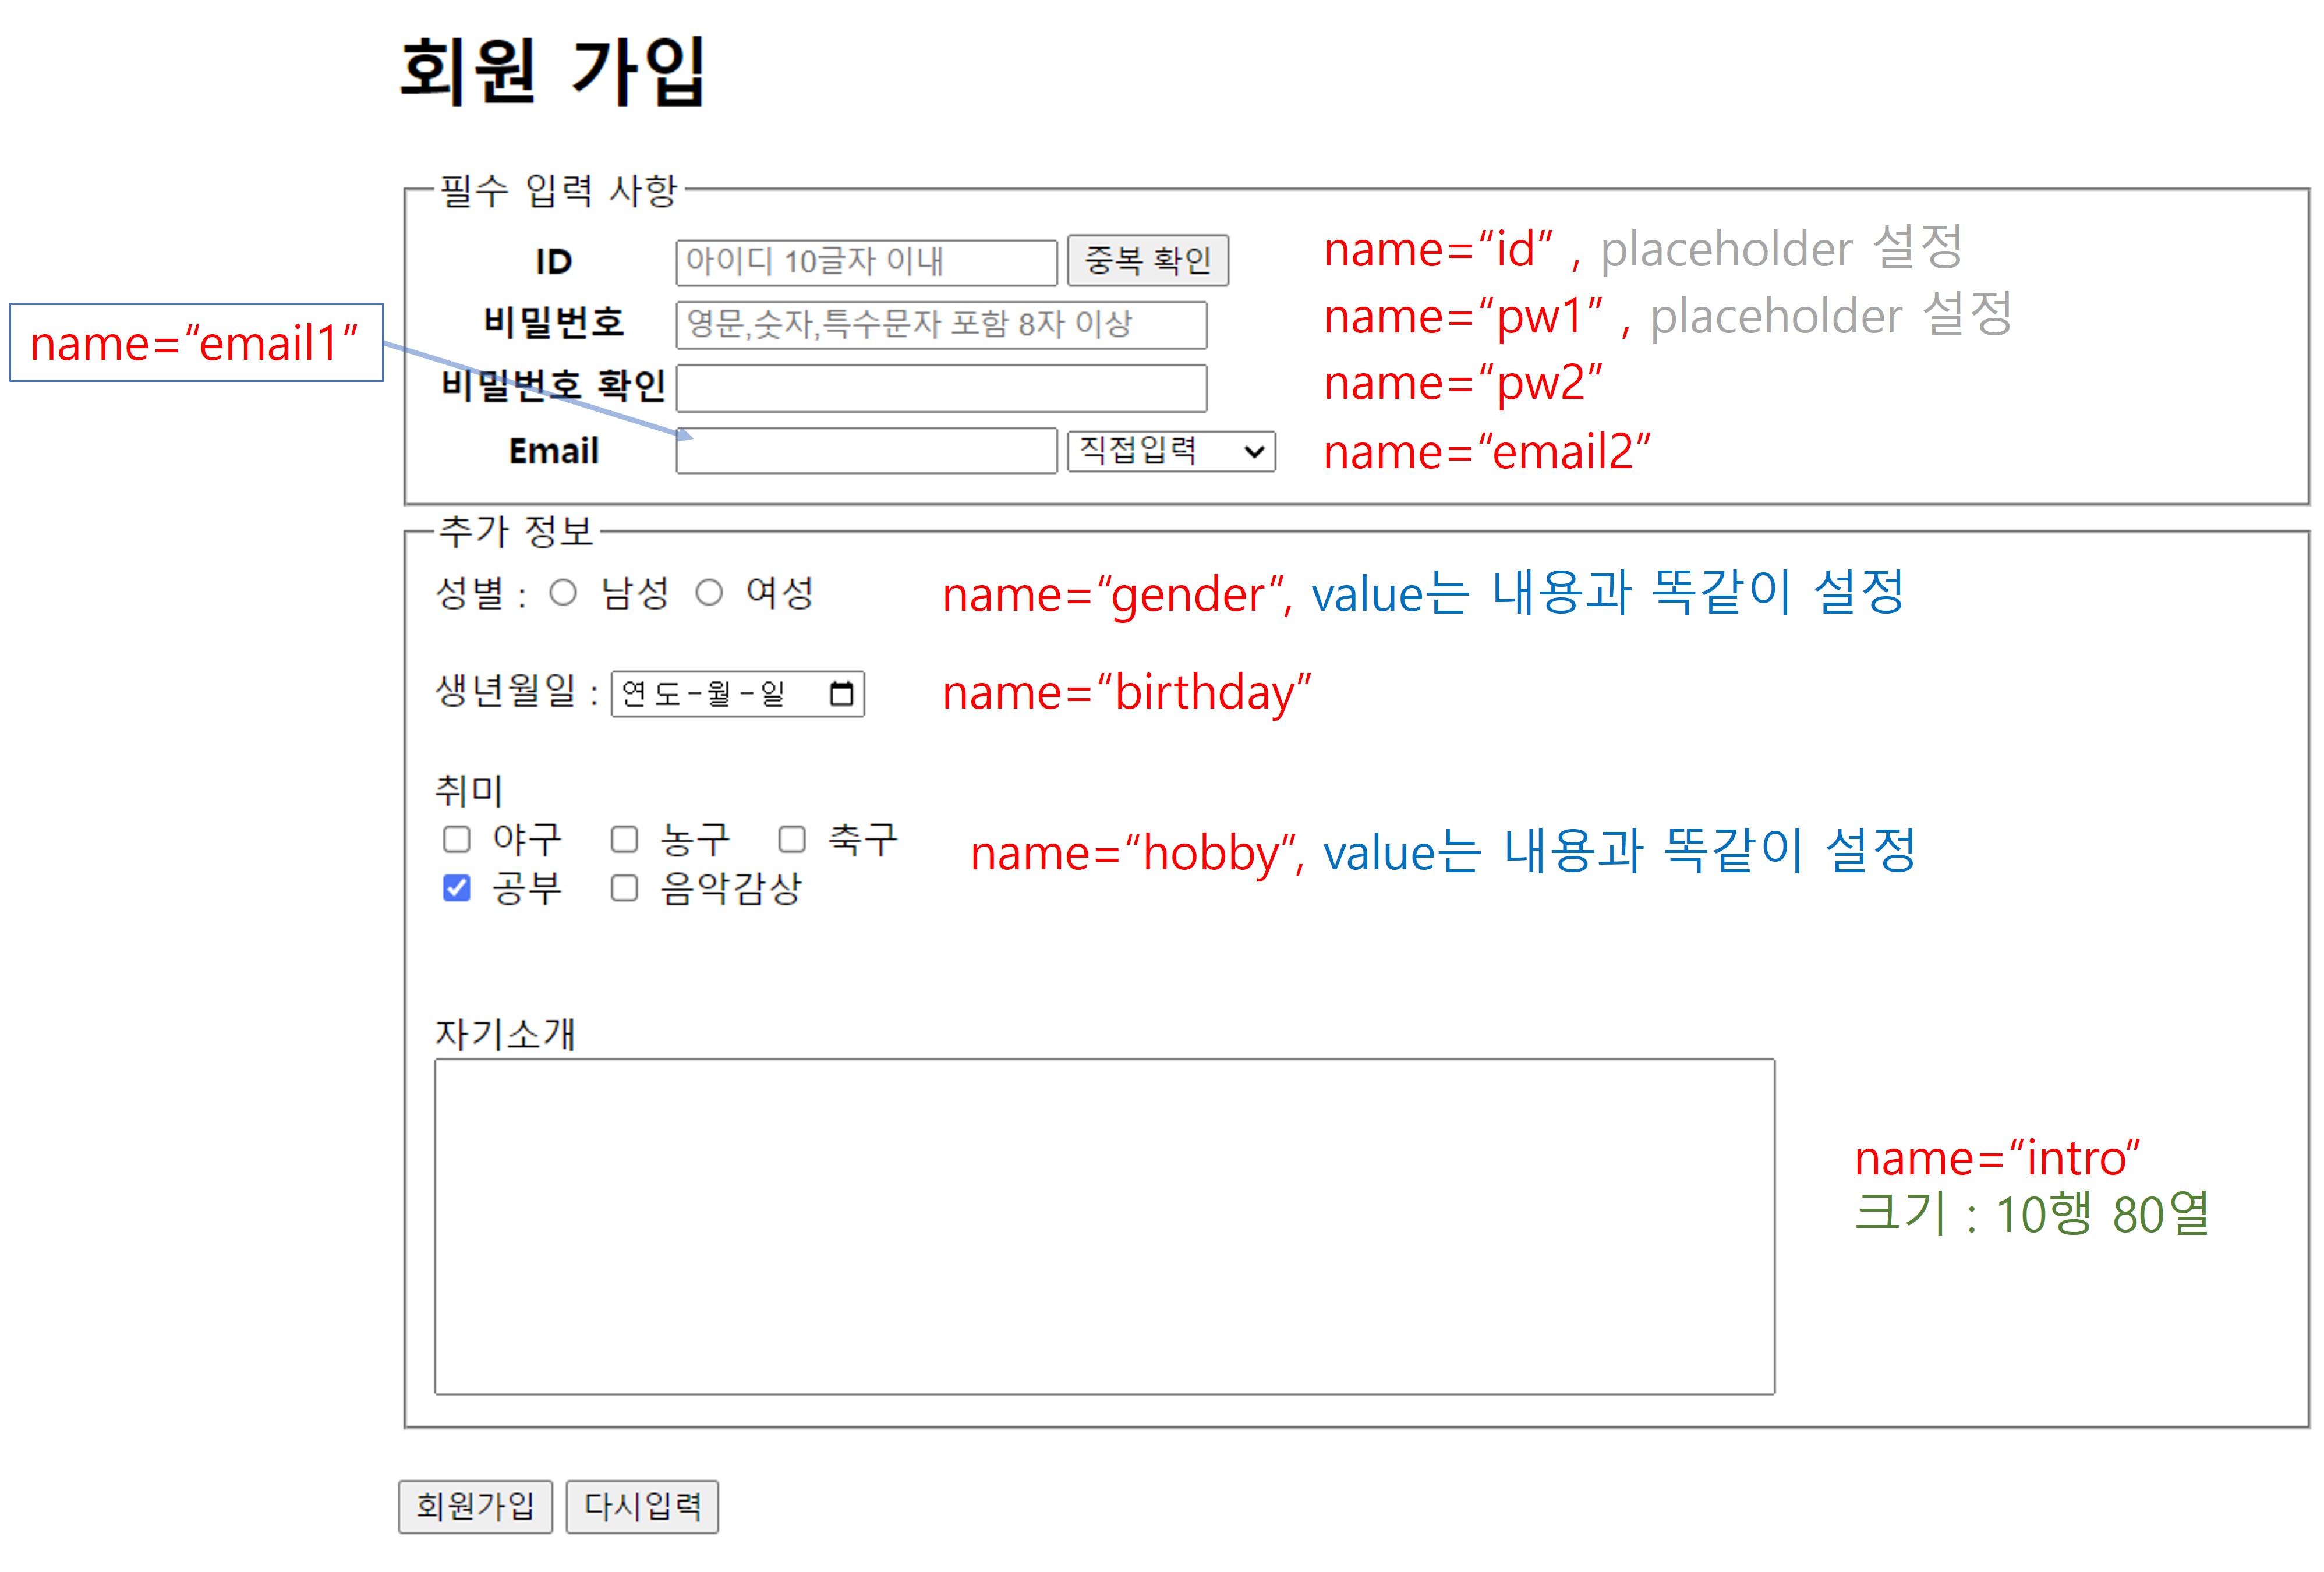 회원 가입
필수 입력 사항
ID 아이디 10글자 이내 중복 확인 name=“id” , placeholder 설정
비밀번호 영문,숫자,특수문자 포함 8자 이상 name=“pw1” , placeholder 설정
name=“email1”
비밀번호 확인 name=“pw2”
Email 직접입력 name=“email2”
추가 정보
성별 : 남성 여성 name=“gender”, value는 내용과 똑같이 설정
생년월일 : 연도-월-일 name=“birthday”
취미
야구 농구 축구 name=“hobby”, value는 내용과 똑같이 설정
공부 음악감상
자기소개
name=“intro”
크기 : 10행 80열
회원가입 다시입력